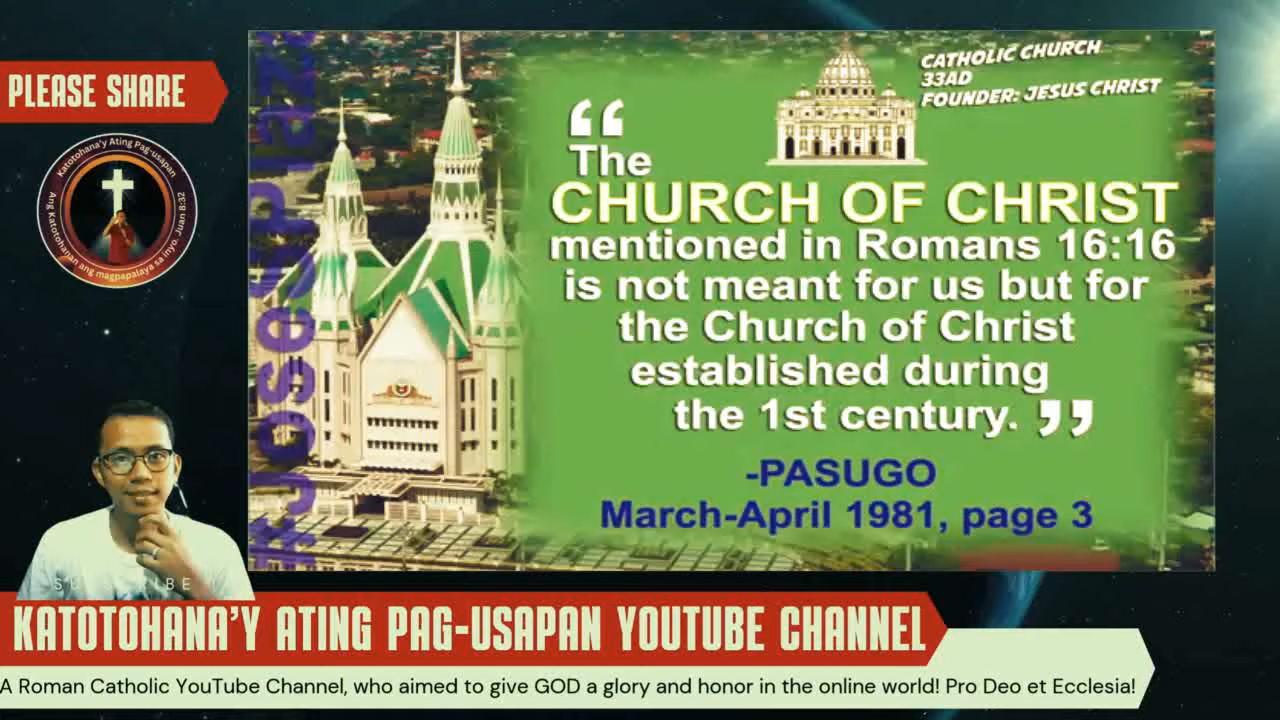 PLEASE SHARE
Katotohana'y Ating Pag-usapan
Ang Katotohanan ang magpapalaya sa inyo. Juan 8:32
CATHOLIC CHURCH
33AD
FOUNDER: JESUS CHRIST
“
The
CHURCH OF CHRIST
mentioned in Romans 16:16
is not meant for us but for
the Church of Christ
established during
the 1st century. ”
-PASUGO
March-April 1981, page 3
KATOTOHANA'Y ATING PAG-USAPAN YOUTUBE CHANNEL
A Roman Catholic YouTube Channel, who aimed to give GOD a glory and honor in the online world! Pro Deo et Ecclesia!